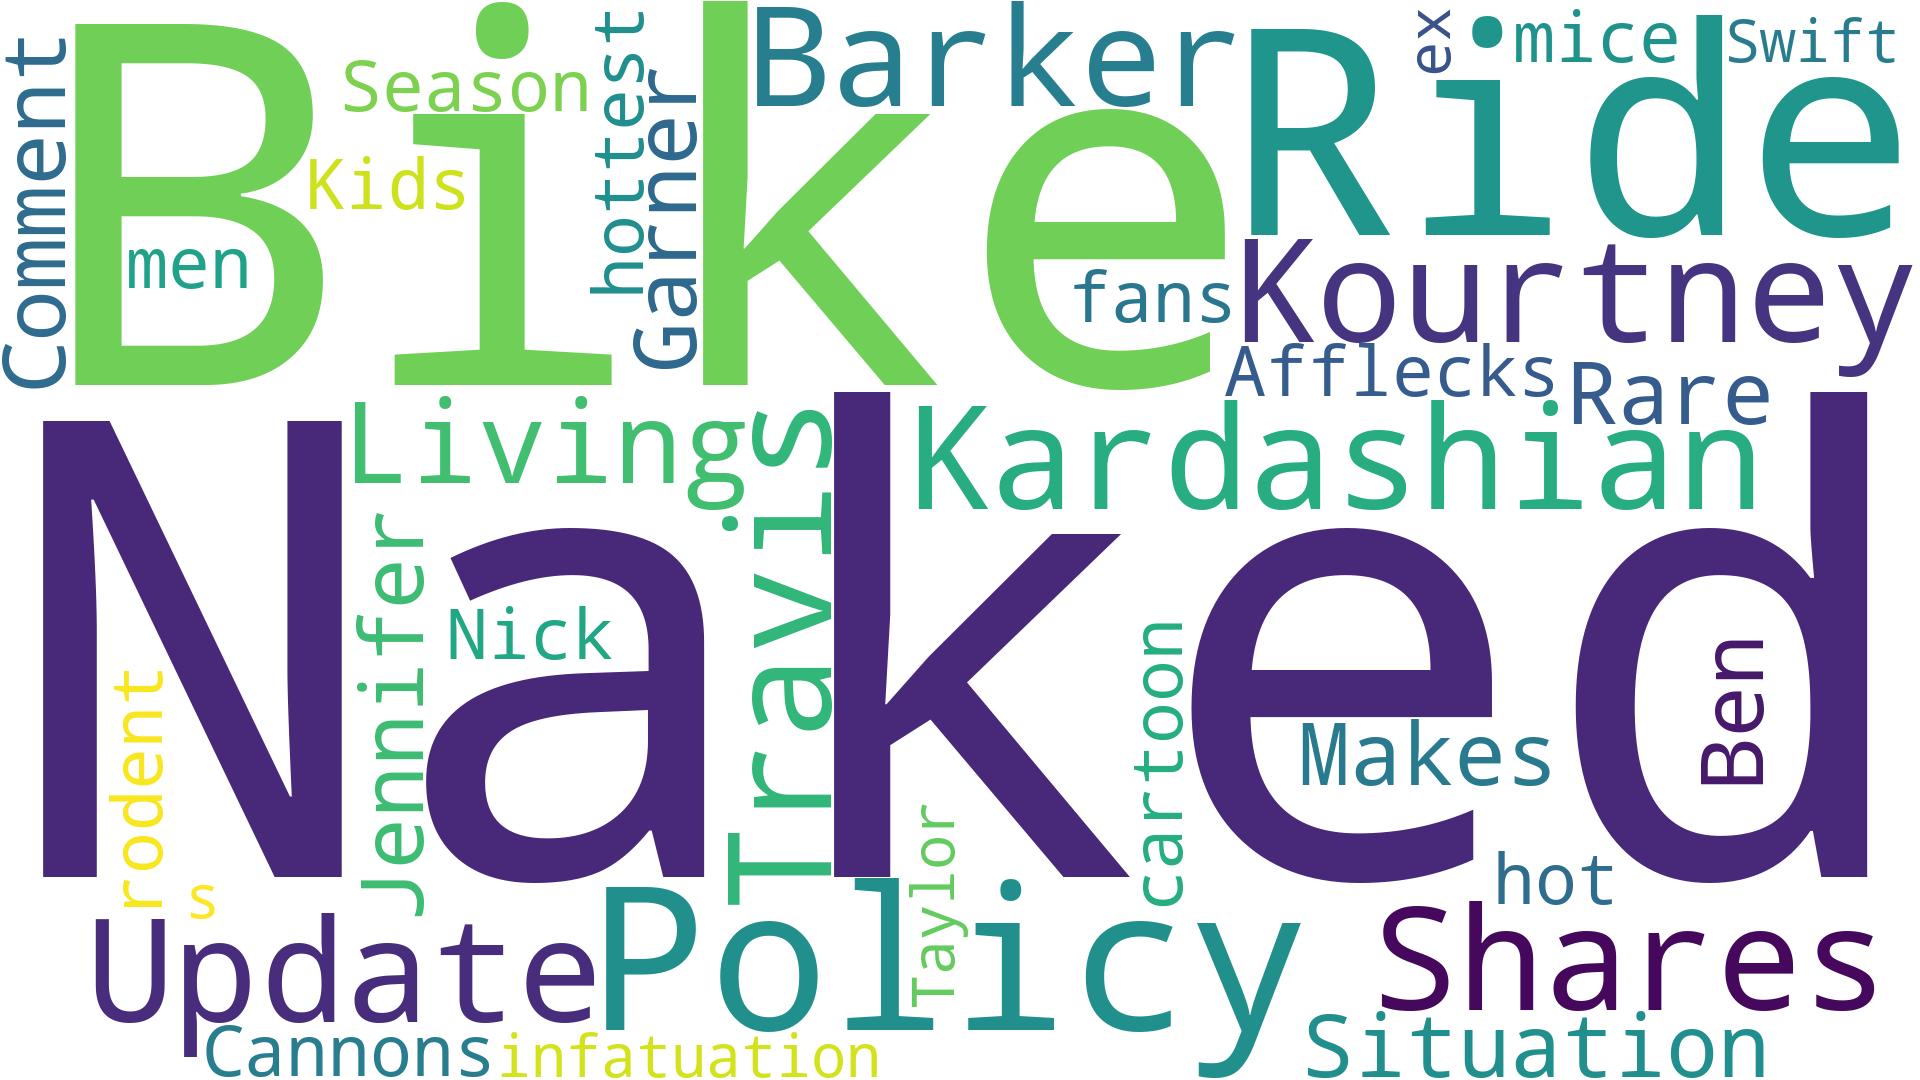 Comment
Bike
Season
Kids
men
hottest
Garner
Barker
Ride
ex
mice
Swift
fans
Kourtney
Afflecks
Rare
Living
Travis
Kardashian
Naked
Jennifer
Nick
rodent
s
cartoon
Makes
Ben
Taylor
hot
Update
Policy
Shares
Cannons
infatuation
Situation